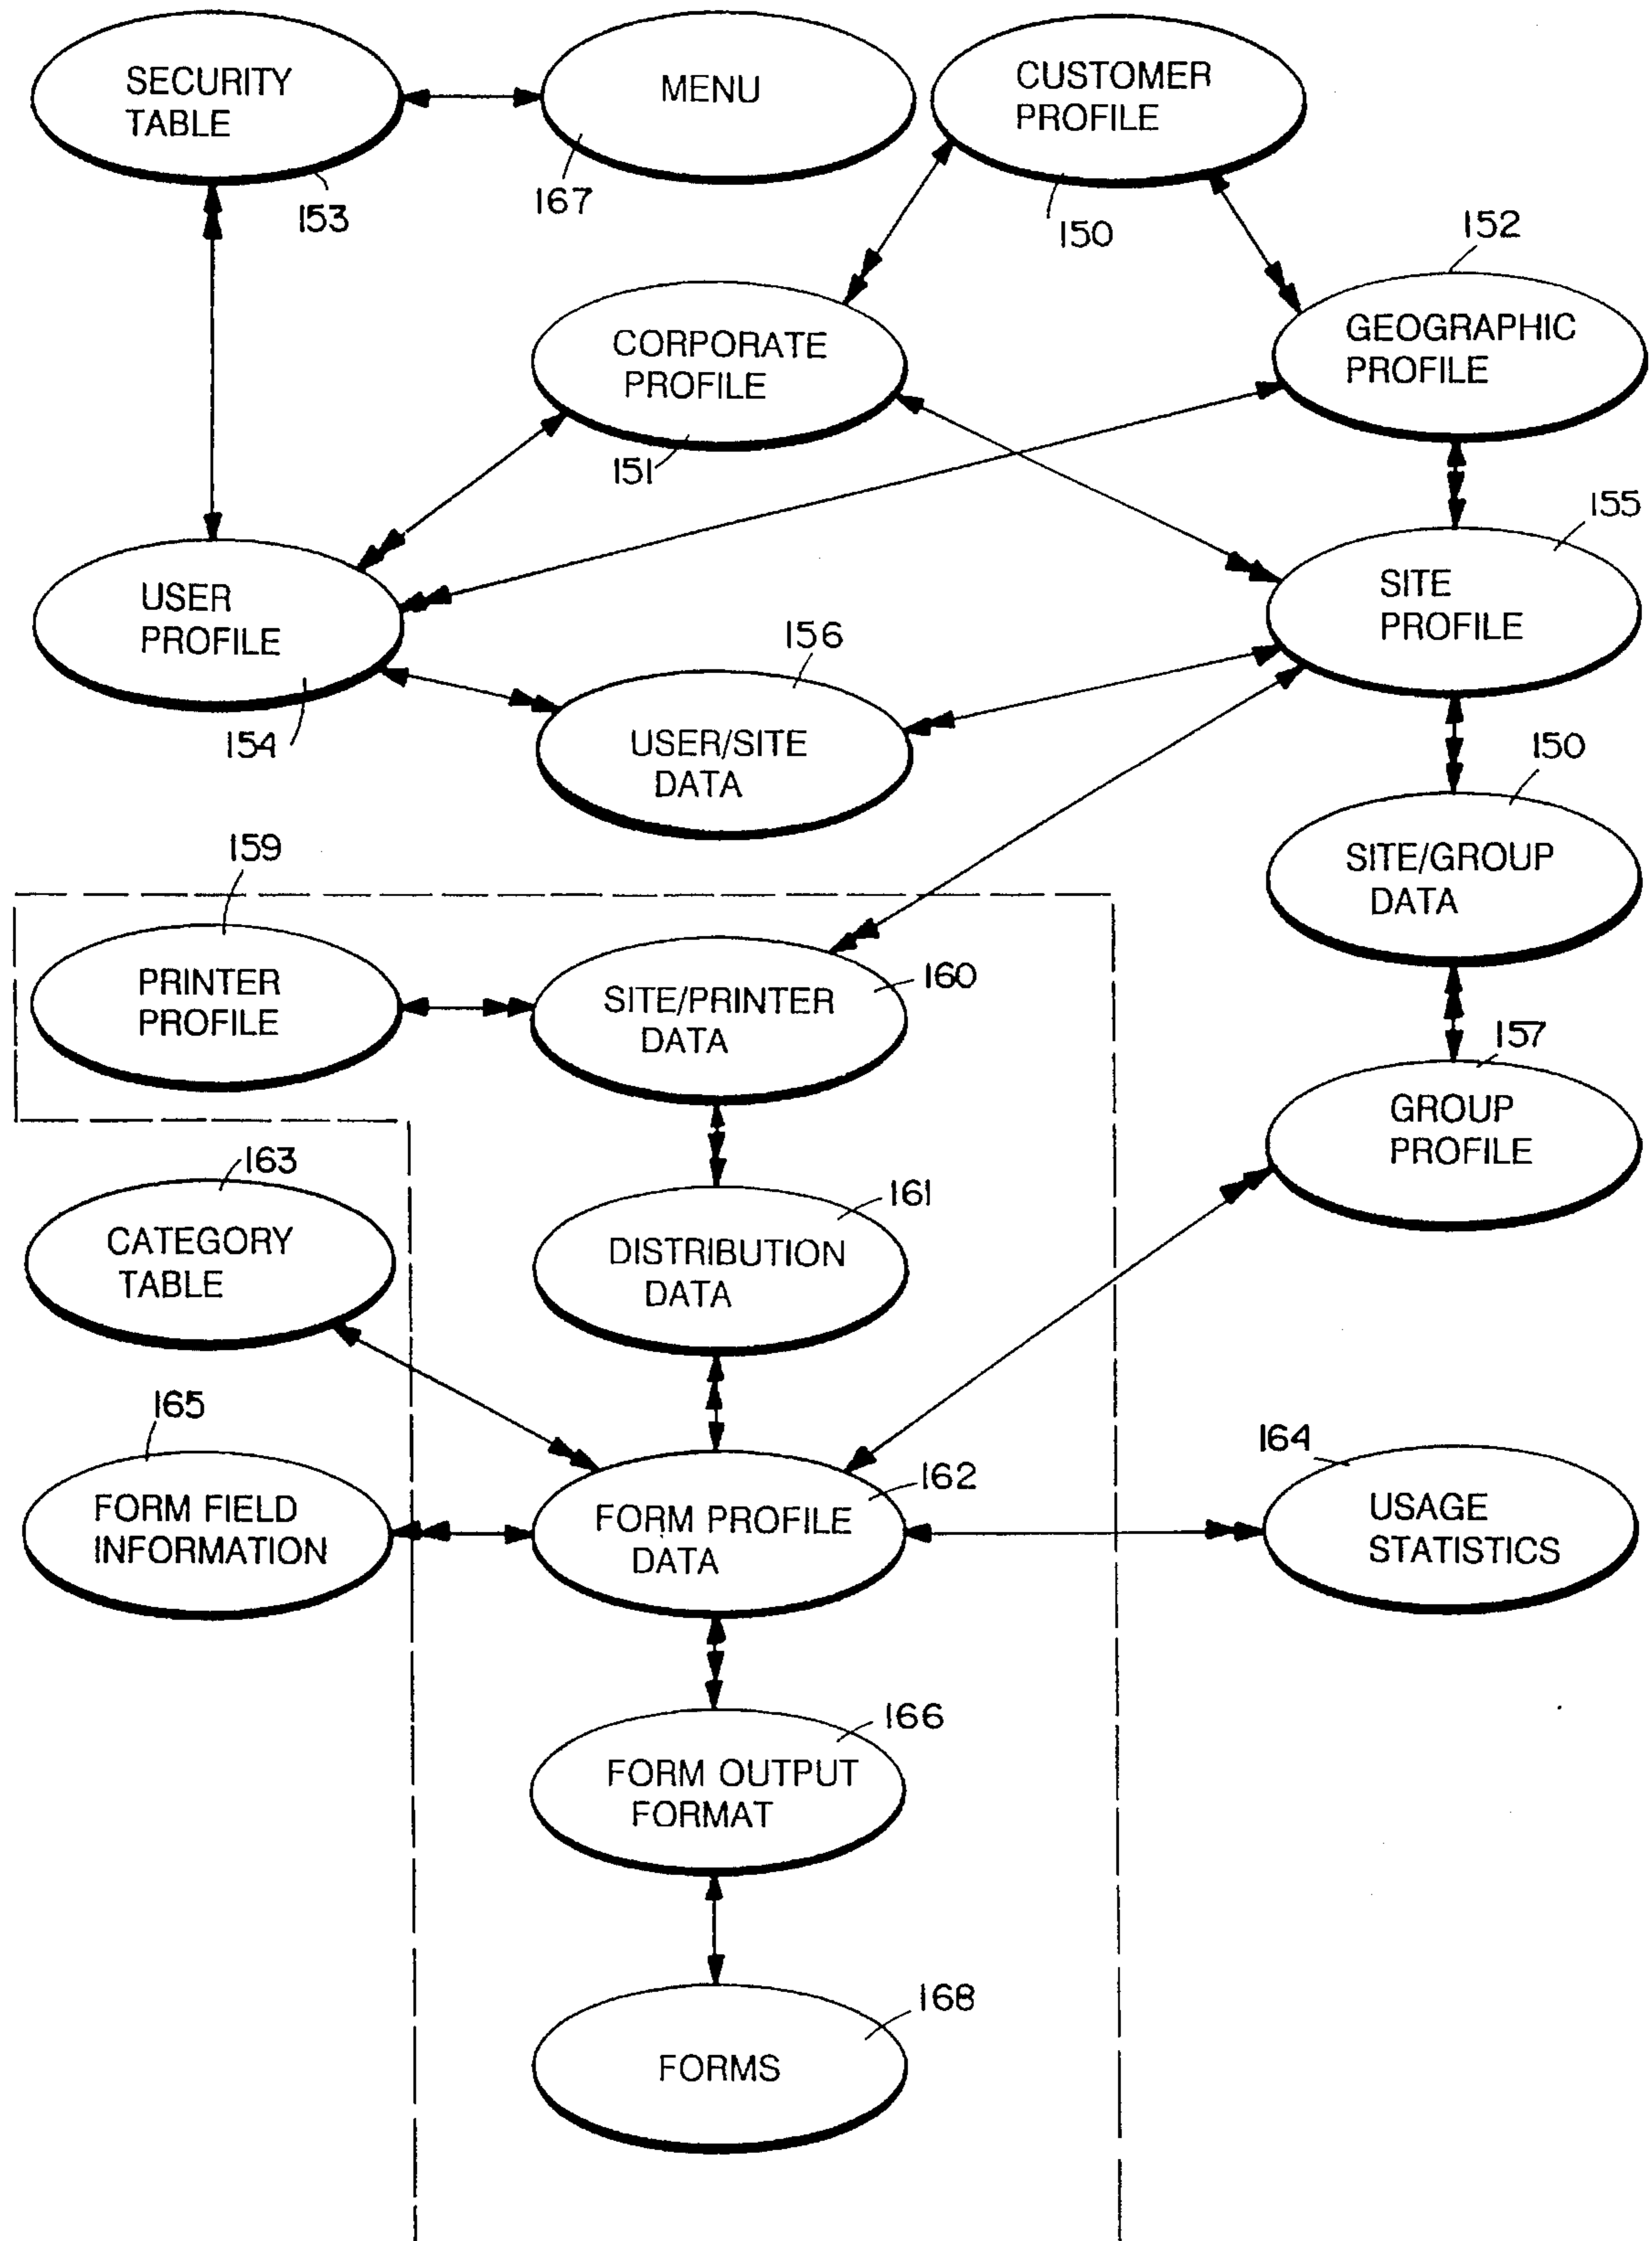 SECURITY
TABLE
153
MENU
167
CUSTOMER
PROFILE
150
152
CORPORATE
PROFILE
151
GEOGRAPHIC
PROFILE
155
USER
PROFILE
154
SITE
PROFILE
156
USER/SITE
DATA
150
SITE/GROUP
DATA
159
PRINTER
PROFILE
SITE/PRINTER
DATA
160
157
GROUP
PROFILE
163
CATEGORY
TABLE
161
DISTRIBUTION
DATA
165
FORM FIELD
INFORMATION
162
FORM PROFILE
DATA
164
USAGE
STATISTICS
166
FORM OUTPUT
FORMAT
168
FORMS